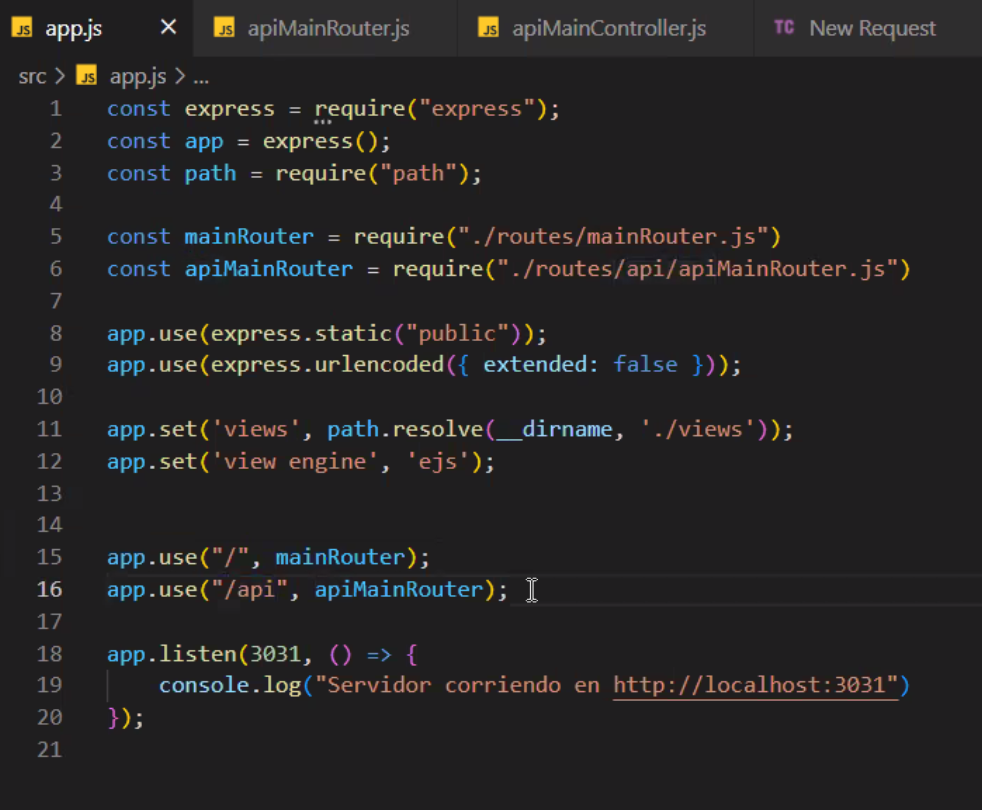 JS app.js × JS apiMainRouter.js JS apiMainController.js TC New Request
src > JS app.js > ...
1 const express = require("express");
2 const app = express();
3 const path = require("path");
4
5 const mainRouter = require("./routes/mainRouter.js")
6 const apiMainRouter = require("./routes/api/apiMainRouter.js")
7
8 app.use(express.static("public"));
9 app.use(express.urlencoded({ extended: false }));
10
11 app.set('views', path.resolve(__dirname, './views'));
12 app.set('view engine', 'ejs');
13
14
15 app.use("/", mainRouter);
16 app.use("/api", apiMainRouter);
17
18 app.listen(3031, () => {
19 console.log("Servidor corriendo en http://localhost:3031")
20 });
21